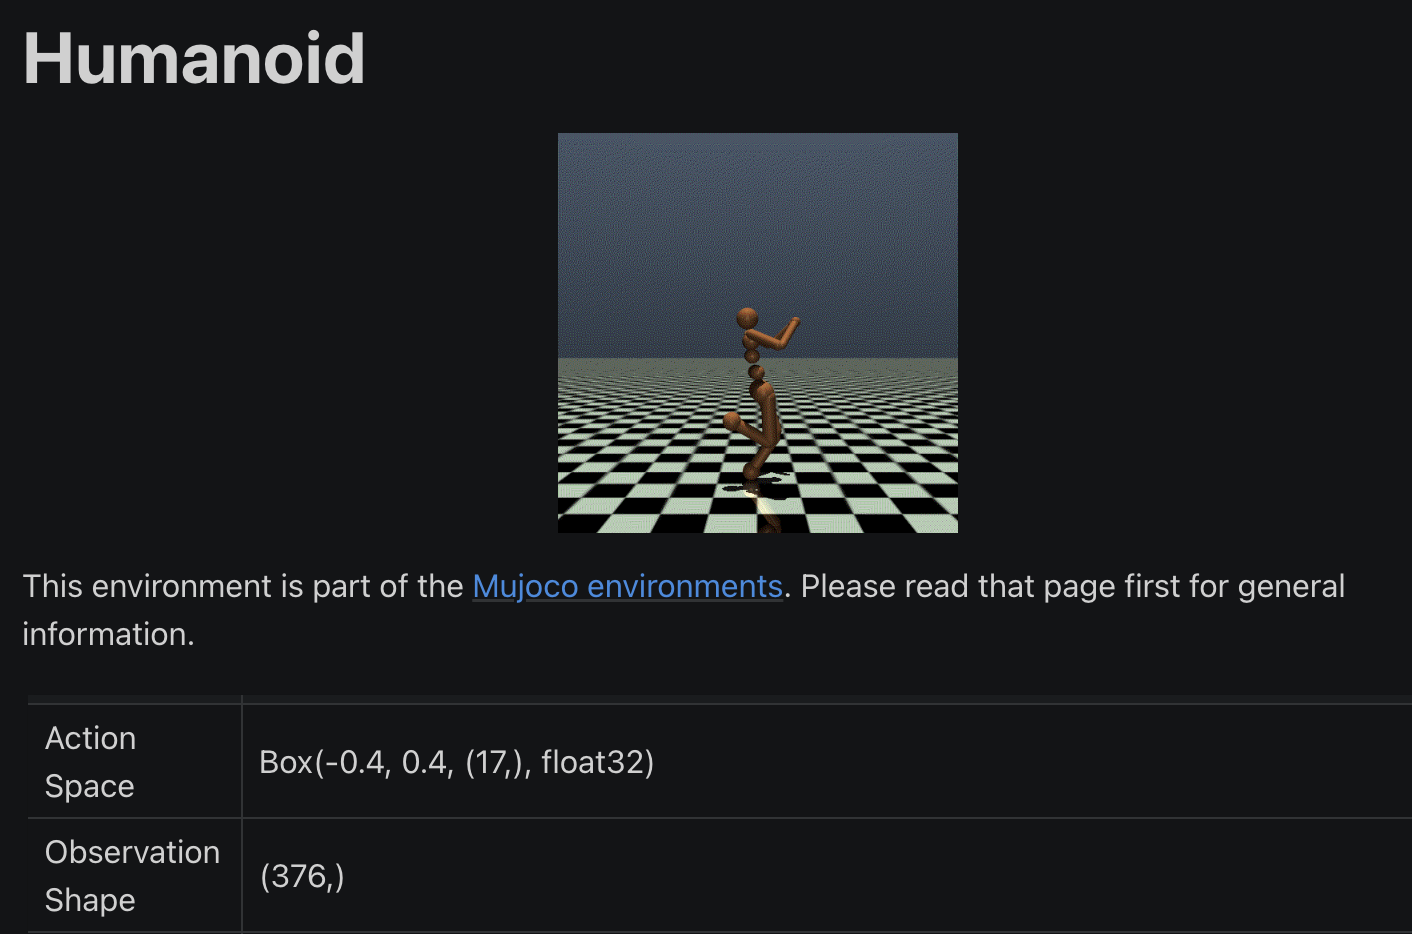 Humanoid
This environment is part of the Mujoco environments. Please read that page first for general
information.
Action
Space
Box(-0.4, 0.4, (17,), float32)
Observation
Shape
(376,)